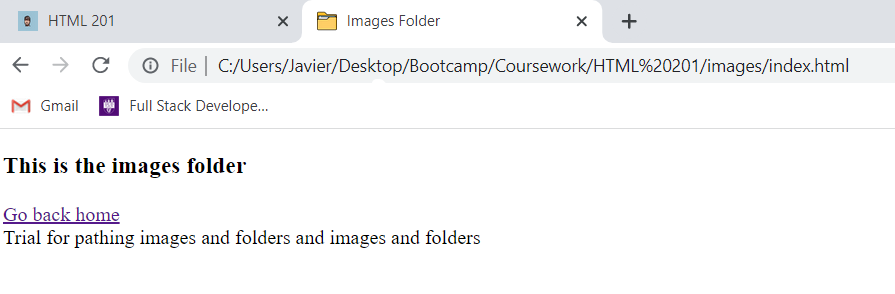 HTML 201
Images Folder
File | C:/Users/Javier/Desktop/Bootcamp/Coursework/HTML%20201/images/index.html
Gmail
Full Stack Develope...
This is the images folder
Go back home
Trial for pathing images and folders and images and folders